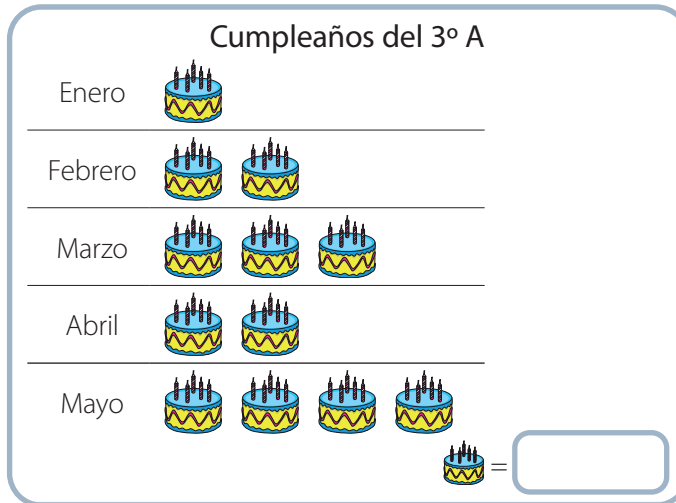 Cumpleaños del 3º A
Enero
Febrero
Marzo
Abril
Mayo
=